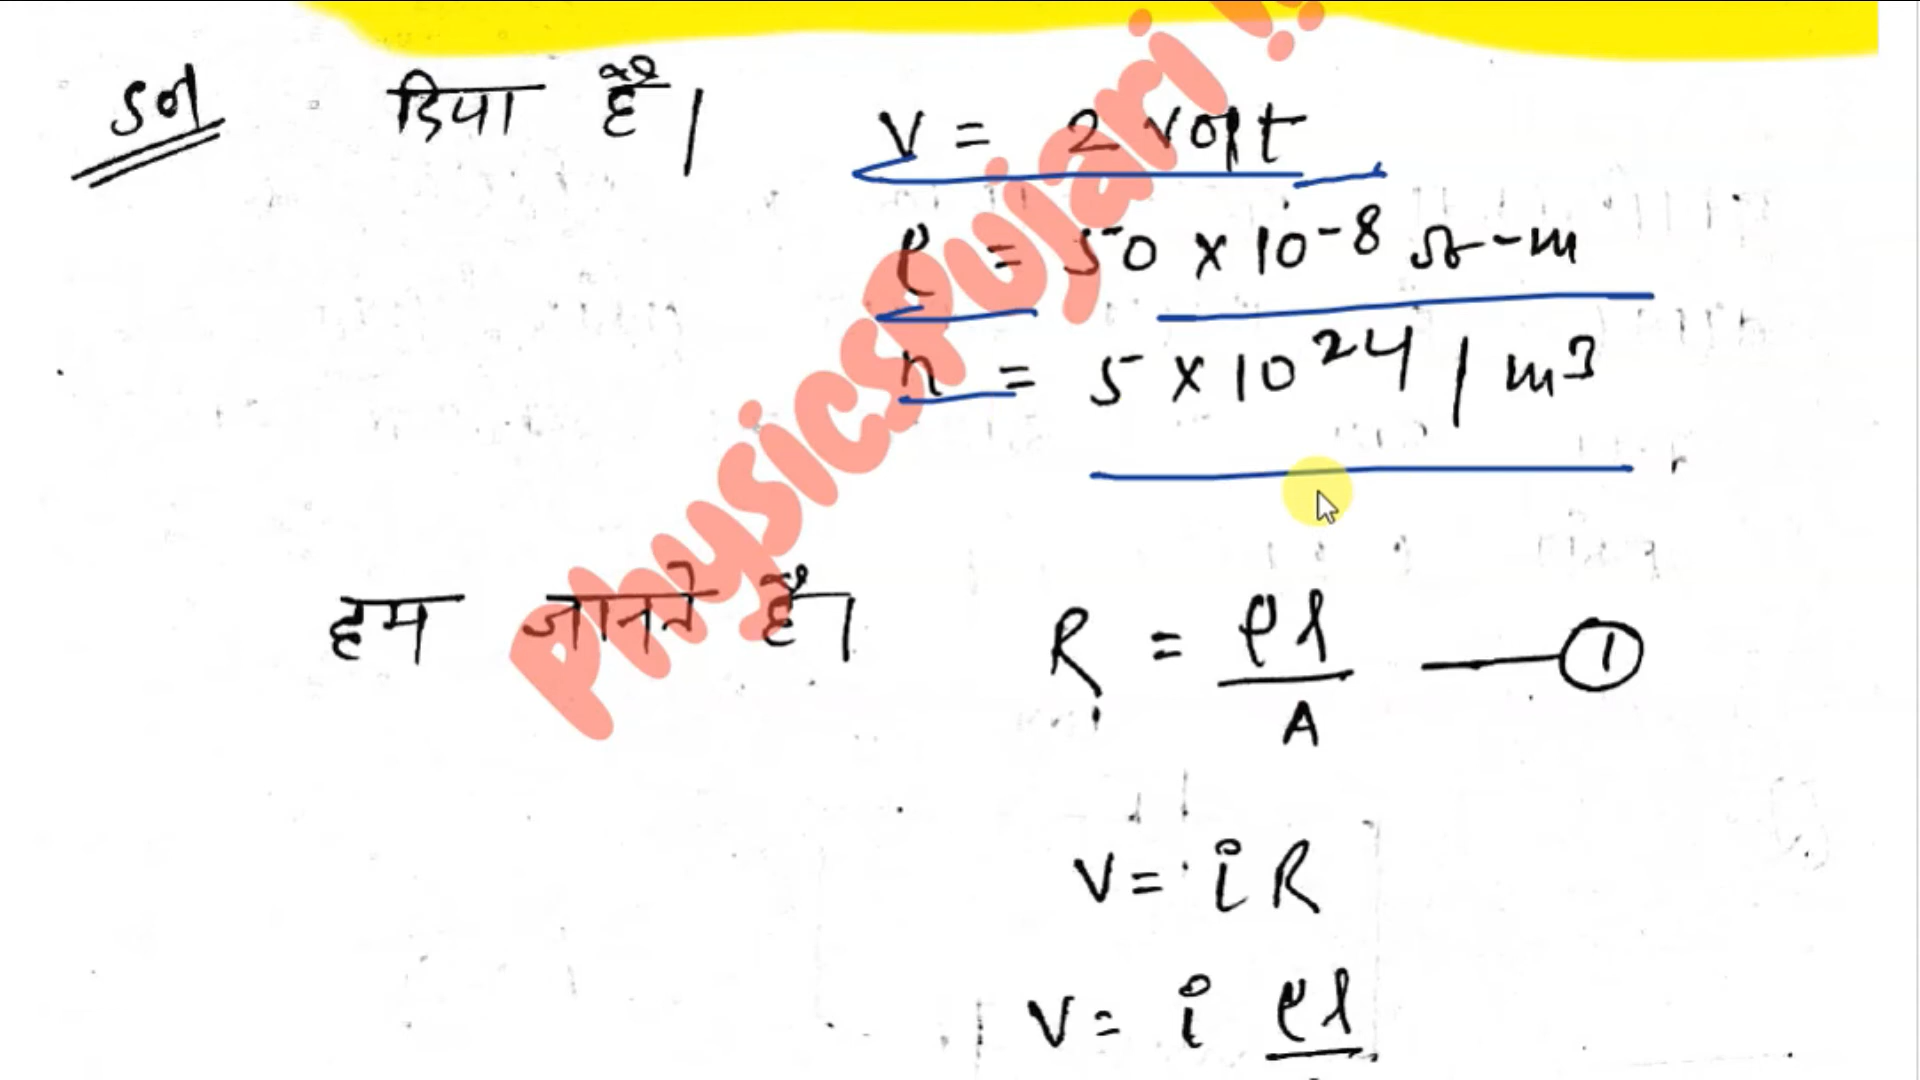 Sol दिया है। V = 2 volt
ρ = 50 × 10⁻⁸ Ω-m
n = 5 × 10²⁴ / m³
हम जानते हैं। R = ρl/A —— ①
V = iR
V = i ρl
PhysicsPujari